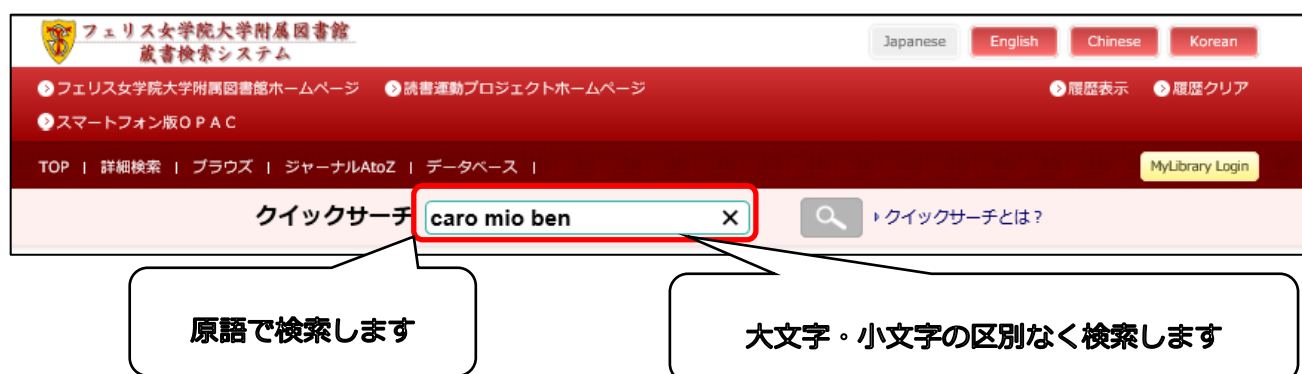 フェリス女学院大学附属図書館
蔵書検索システム
Japanese English Chinese Korean
フェリス女学院大学附属図書館ホームページ 読書運動プロジェクトホームページ 履歴表示 履歴クリア
スマートフォン版OPAC
TOP | 詳細検索 | ブラウズ | ジャーナルAtoZ | データベース |
MyLibrary Login
クイックサーチ caro mio ben × クイックサーチとは?
原語で検索します
大文字・小文字の区別なく検索します